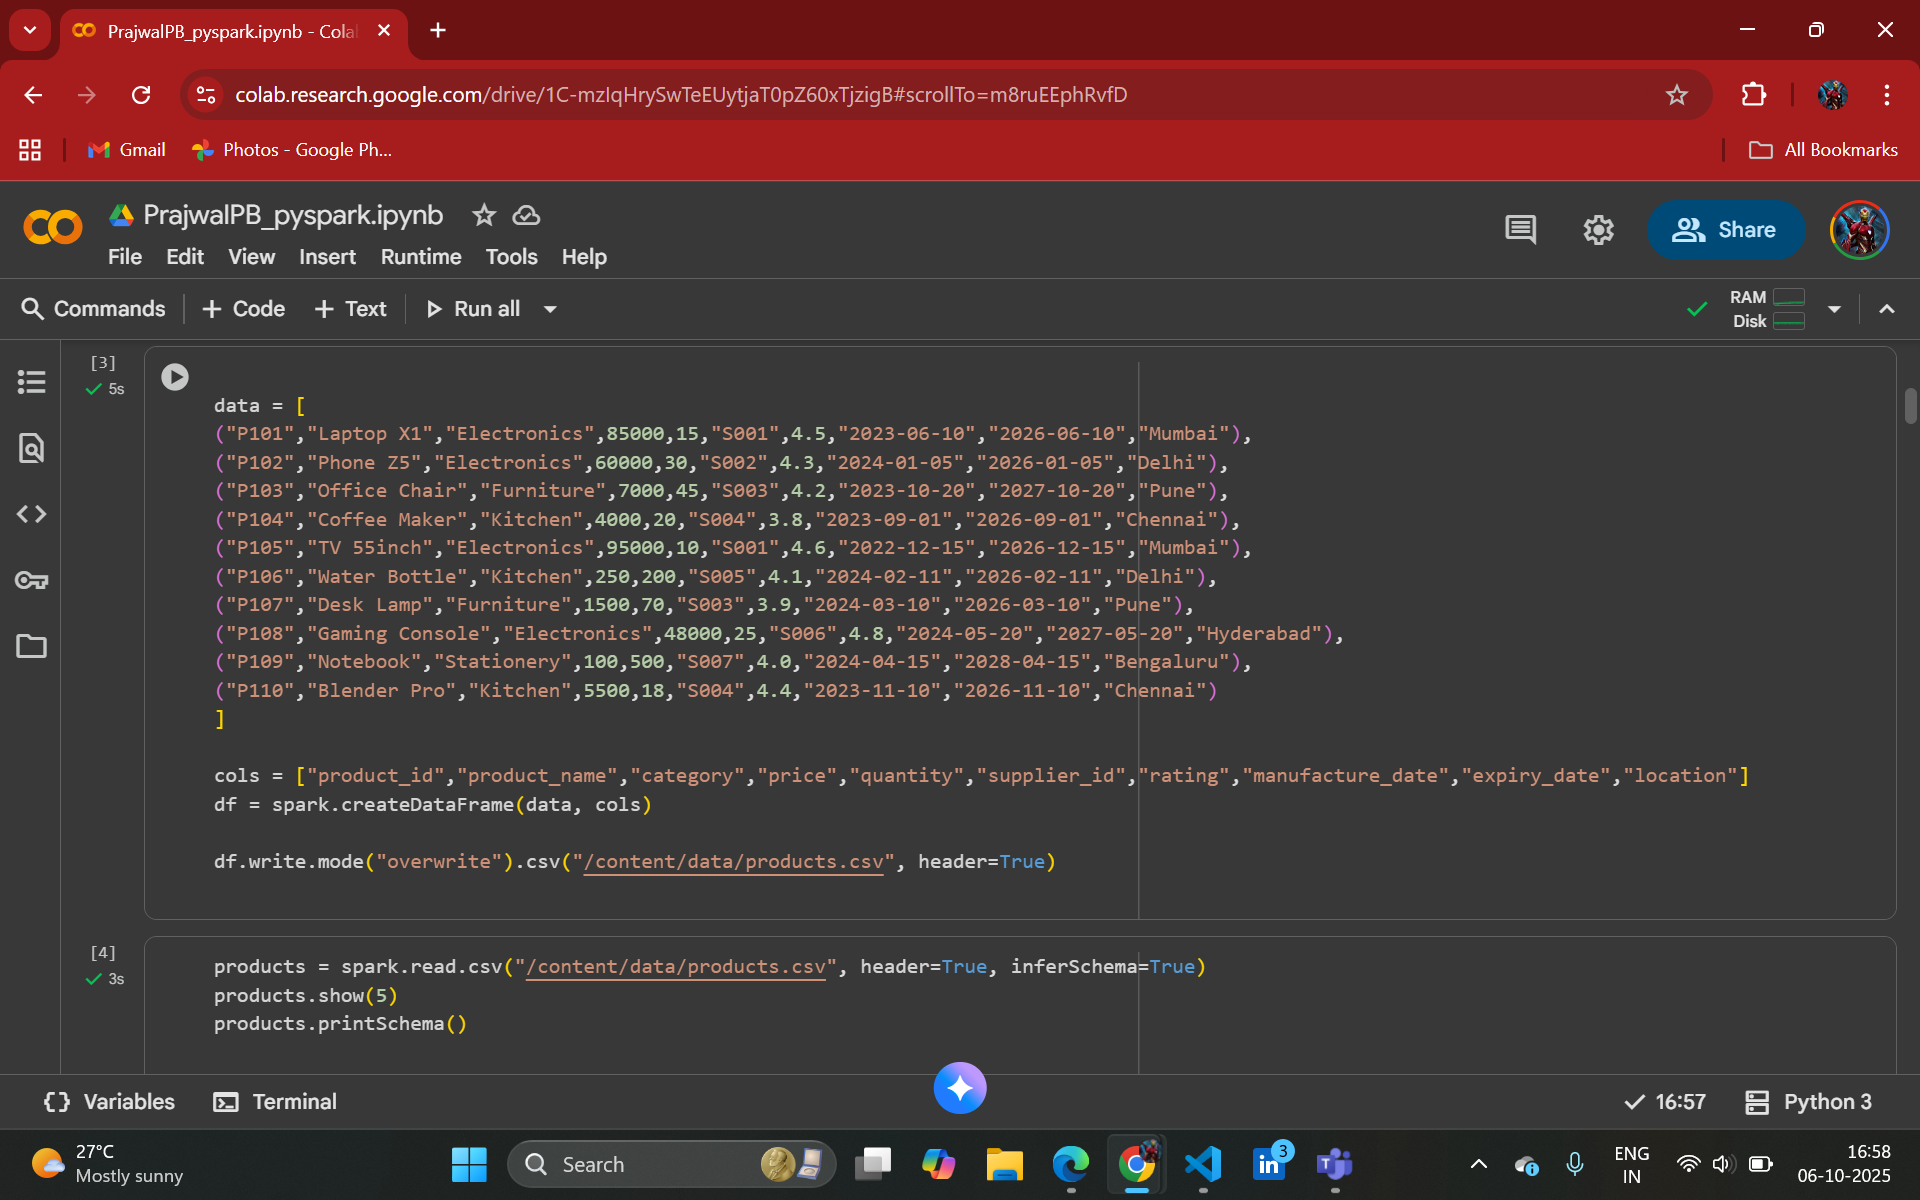 PrajwalPB_pyspark.ipynb - Cola
colab.research.google.com/drive/1C-mzIqHrySwTeEUytjaT0pZ60xTjzigB#scrollTo=m8ruEEphRvfD
Gmail
Photos - Google Ph...
All Bookmarks
PrajwalPB_pyspark.ipynb
File Edit View Insert Runtime Tools Help
Share
Commands + Code + Text Run all
RAM
Disk
[3]
5s
data = [
("P101","Laptop X1","Electronics",85000,15,"S001",4.5,"2023-06-10","2026-06-10","Mumbai"),
("P102","Phone Z5","Electronics",60000,30,"S002",4.3,"2024-01-05","2026-01-05","Delhi"),
("P103","Office Chair","Furniture",7000,45,"S003",4.2,"2023-10-20","2027-10-20","Pune"),
("P104","Coffee Maker","Kitchen",4000,20,"S004",3.8,"2023-09-01","2026-09-01","Chennai"),
("P105","TV 55inch","Electronics",95000,10,"S001",4.6,"2022-12-15","2026-12-15","Mumbai"),
("P106","Water Bottle","Kitchen",250,200,"S005",4.1,"2024-02-11","2026-02-11","Delhi"),
("P107","Desk Lamp","Furniture",1500,70,"S003",3.9,"2024-03-10","2026-03-10","Pune"),
("P108","Gaming Console","Electronics",48000,25,"S006",4.8,"2024-05-20","2027-05-20","Hyderabad"),
("P109","Notebook","Stationery",100,500,"S007",4.0,"2024-04-15","2028-04-15","Bengaluru"),
("P110","Blender Pro","Kitchen",5500,18,"S004",4.4,"2023-11-10","2026-11-10","Chennai")
]
cols = ["product_id","product_name","category","price","quantity","supplier_id","rating","manufacture_date","expiry_date","location"]
df = spark.createDataFrame(data, cols)
df.write.mode("overwrite").csv("/content/data/products.csv", header=True)
[4]
3s
products = spark.read.csv("/content/data/products.csv", header=True, inferSchema=True)
products.show(5)
products.printSchema()
{} Variables
Terminal
16:57
Python 3
27°C
Mostly sunny
Search
3
ENG
IN
16:58
06-10-2025